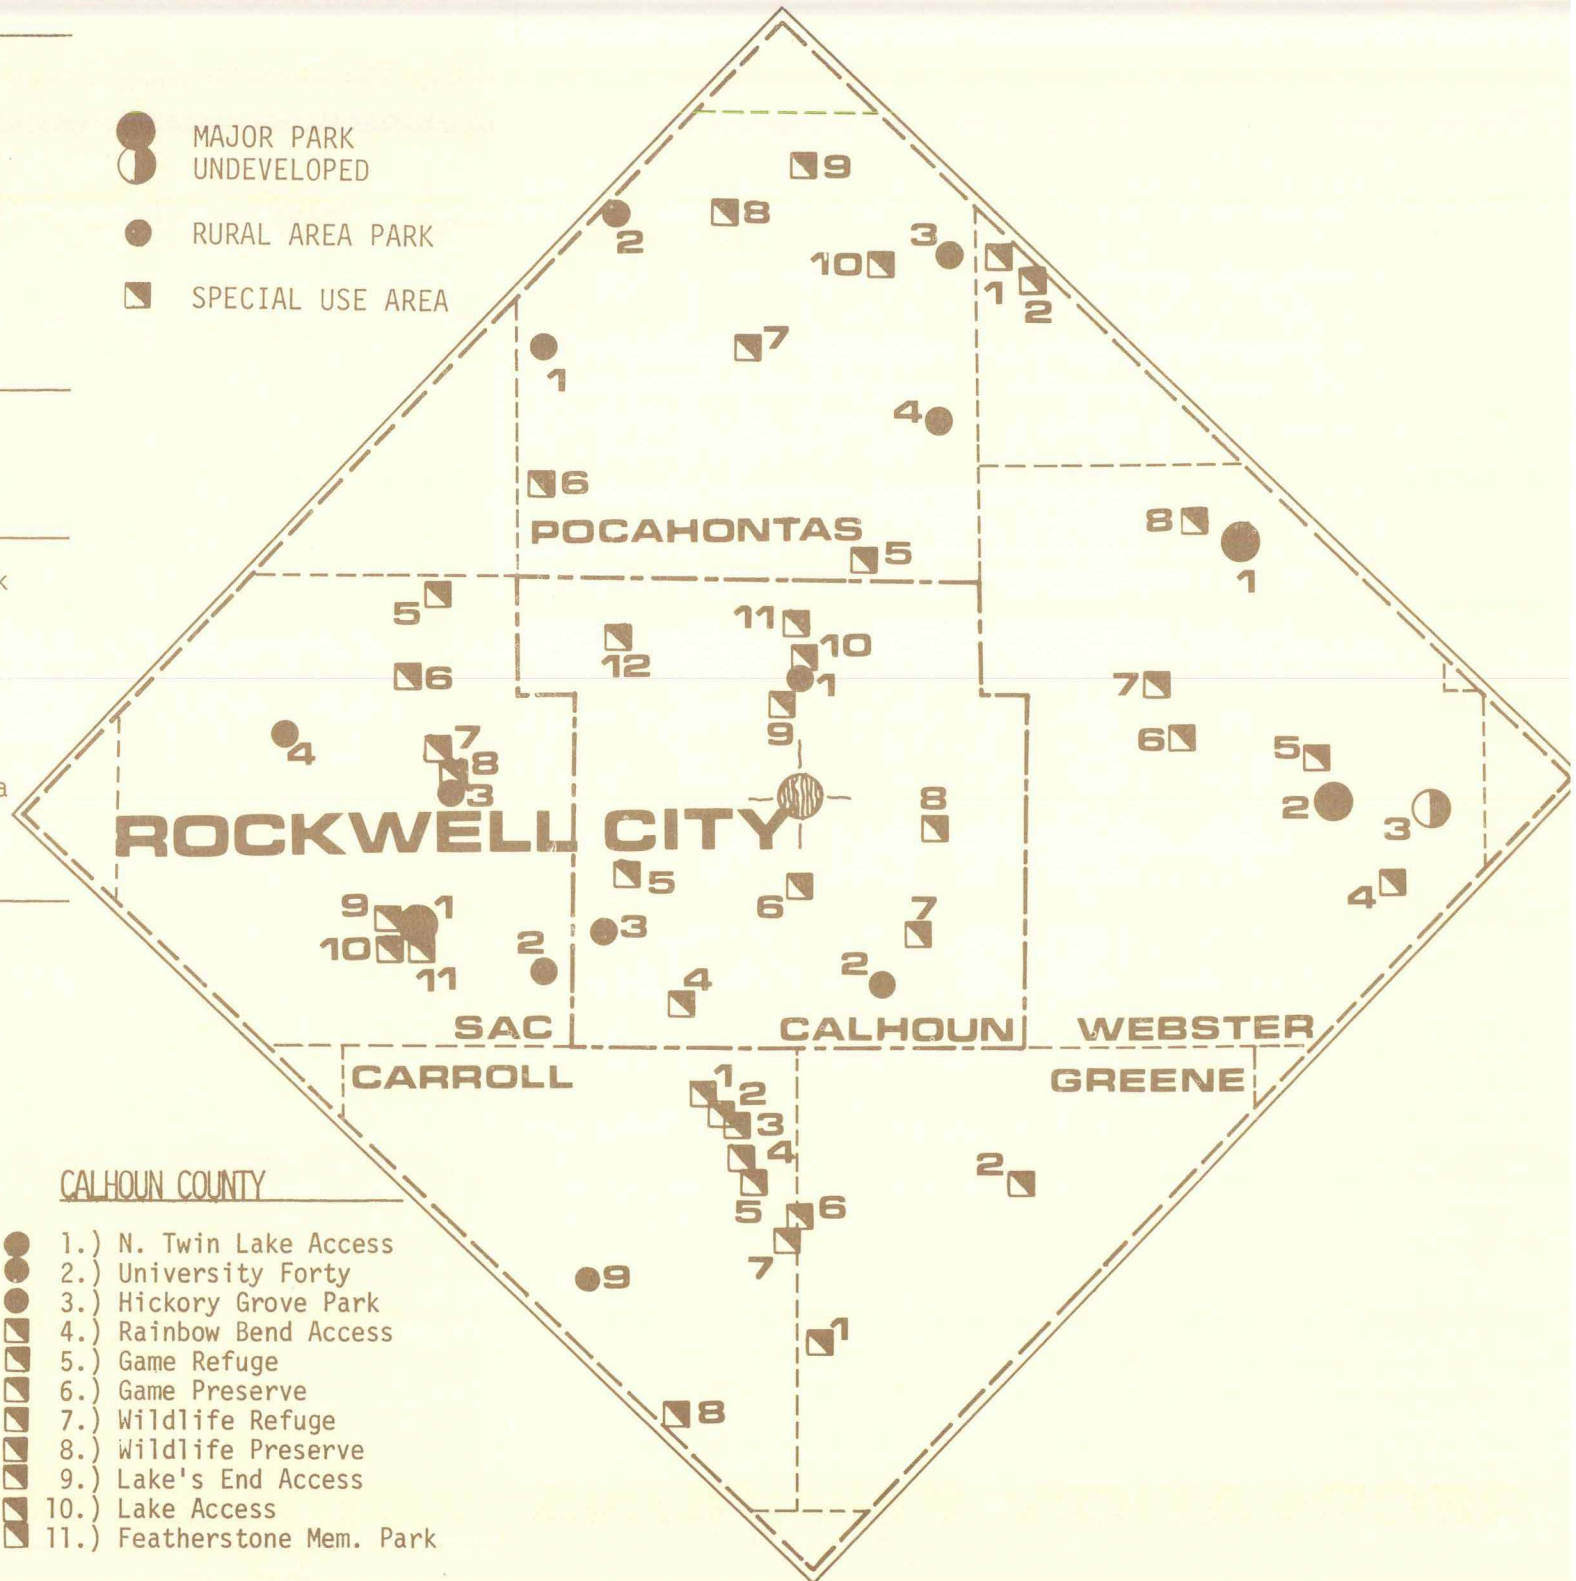 MAJOR PARK
UNDEVELOPED
RURAL AREA PARK
SPECIAL USE AREA
9
8
2
3
10
1
2
7
1
4
6
POCAHONTAS
5
8
1
k
5
11
10
12
1
6
9
7
4
7
8
3
6
5
2
3
4
a
8
ROCKWELL CITY
5
6
3
7
2
9
1
10
11
2
4
SAC
CALHOUN
WEBSTER
CARROLL
GREENE
1
2
3
4
5
6
7
2
9
1
8
CALHOUN COUNTY
1.) N. Twin Lake Access
2.) University Forty
3.) Hickory Grove Park
4.) Rainbow Bend Access
5.) Game Refuge
6.) Game Preserve
7.) Wildlife Refuge
8.) Wildlife Preserve
9.) Lake's End Access
10.) Lake Access
11.) Featherstone Mem. Park